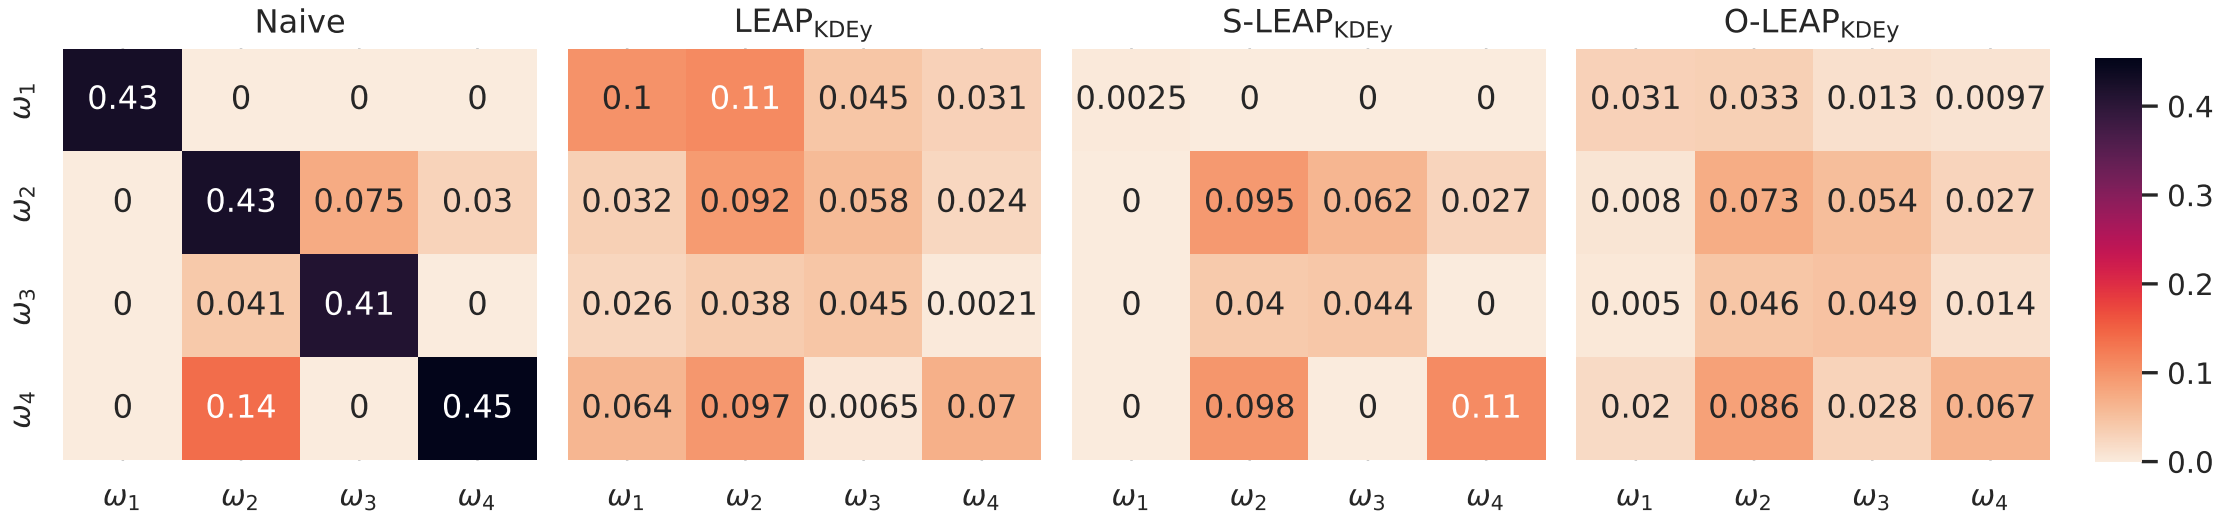 Naive LEAP_KDEy S-LEAP_KDEy O-LEAP_KDEy
ω₁ 0.43 0 0 0 0.1 0.11 0.045 0.031 0.0025 0 0 0 0.031 0.033 0.013 0.0097 0.4
ω₂ 0 0.43 0.075 0.03 0.032 0.092 0.058 0.024 0 0.095 0.062 0.027 0.008 0.073 0.054 0.027 0.3
ω₃ 0 0.041 0.41 0 0.026 0.038 0.045 0.0021 0 0.04 0.044 0 0.005 0.046 0.049 0.014 0.2
ω₄ 0 0.14 0 0.45 0.064 0.097 0.0065 0.07 0 0.098 0 0.11 0.02 0.086 0.028 0.067 0.1
0.0
ω₁ ω₂ ω₃ ω₄ ω₁ ω₂ ω₃ ω₄ ω₁ ω₂ ω₃ ω₄ ω₁ ω₂ ω₃ ω₄